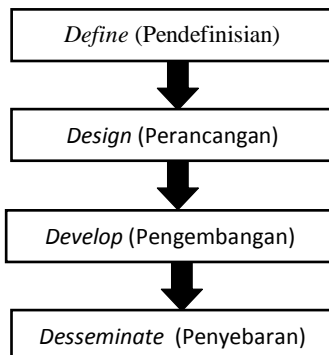 Define (Pendefinisian)
Design (Perancangan)
Develop (Pengembangan)
Desseminate (Penyebaran)